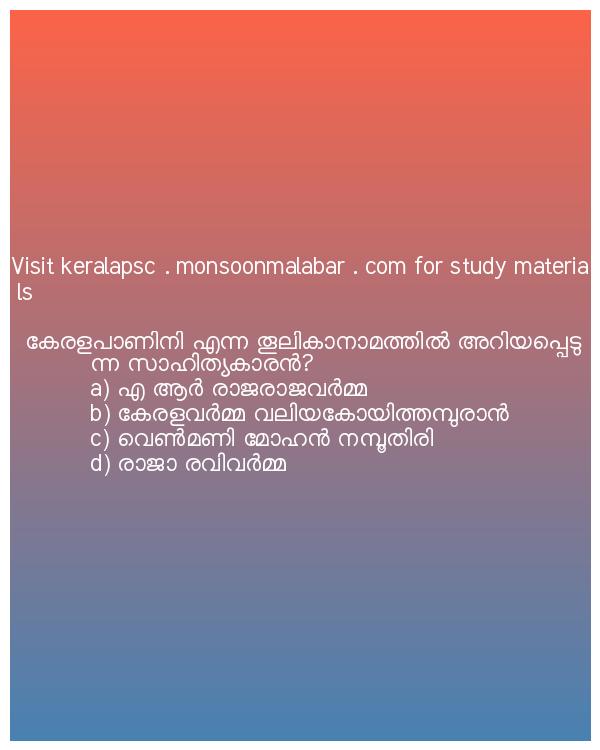 Visit keralapsc . monsoonmalabar . com for study materia
ls
കേരളപാണിനി എന്ന തൂലികാനാമത്തിൽ അറിയപ്പെടു
ന്ന സാഹിത്യകാരൻ?
a) എ ആർ രാജരാജവർമ്മ
b) കേരളവർമ്മ വലിയകോയിത്തമ്പുരാൻ
c) വെൺമണി മോഹൻ നമ്പൂതിരി
d) രാജാ രവിവർമ്മ